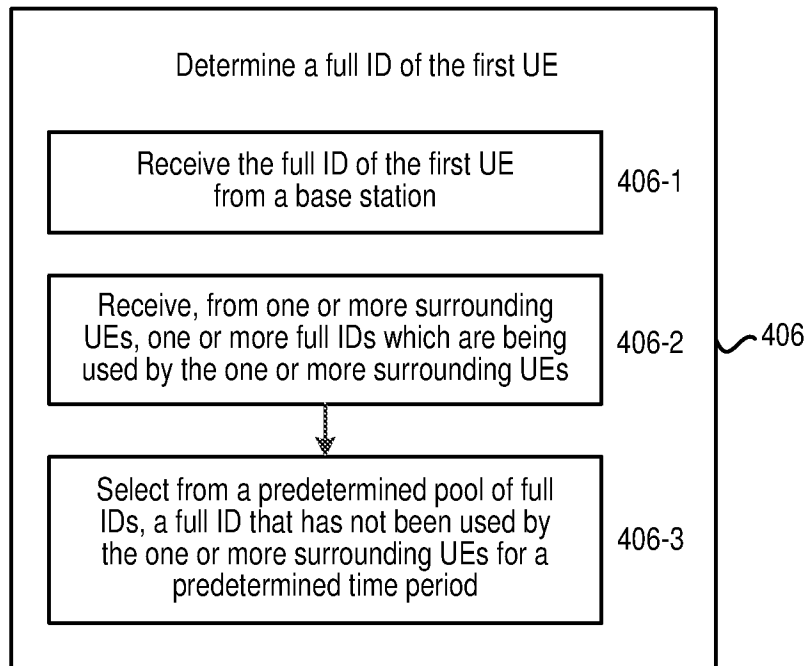 Determine a full ID of the first UE
Receive the full ID of the first UE
from a base station
406-1
Receive, from one or more surrounding
UEs, one or more full IDs which are being
used by the one or more surrounding UEs
406-2
406
Select from a predetermined pool of full
IDs, a full ID that has not been used by
the one or more surrounding UEs for a
predetermined time period
406-3